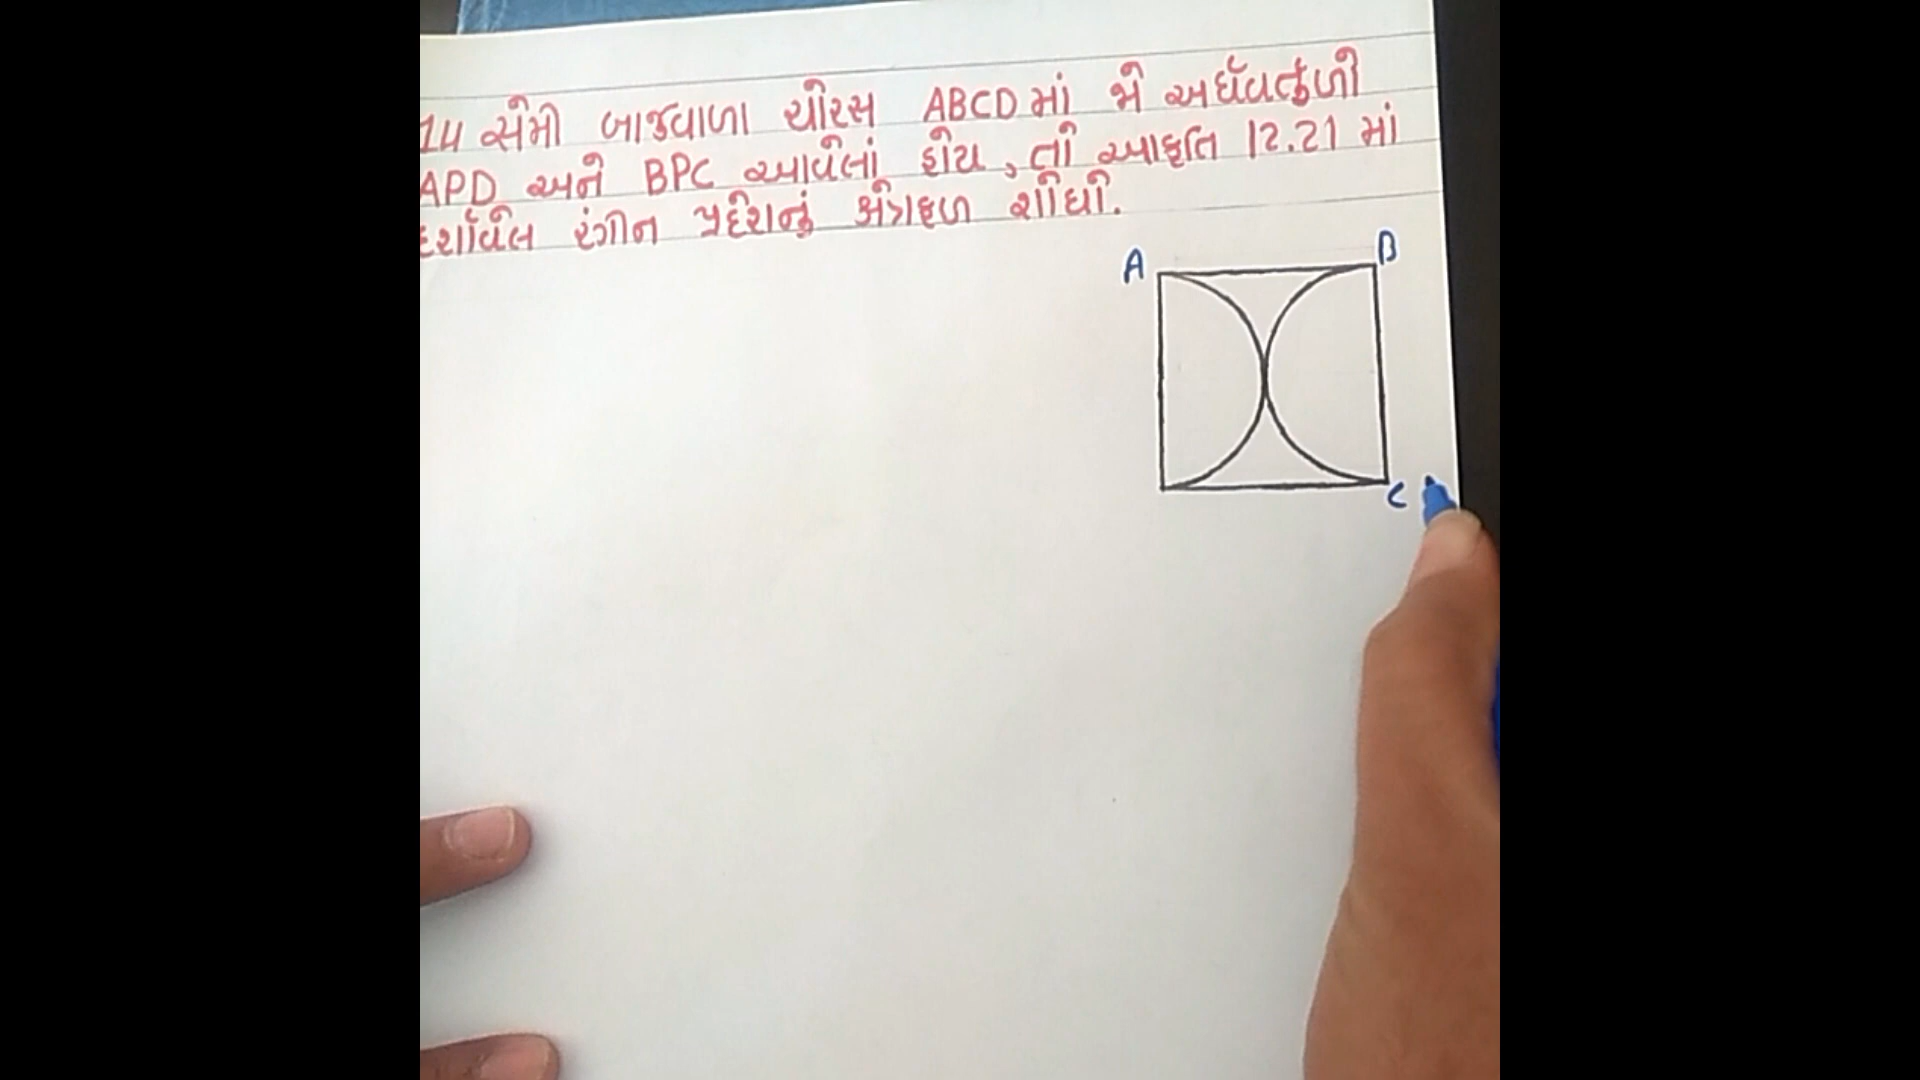 14 સેમી બાજુવાળા ચોરસ ABCD માં બે અર્ધવર્તુળો
APD અને BPC આવેલાં હોય, તો આકૃતિ 12.21 માં
દર્શાવેલ રંગીન પ્રદેશનું ક્ષેત્રફળ શોધો.
A
B
C